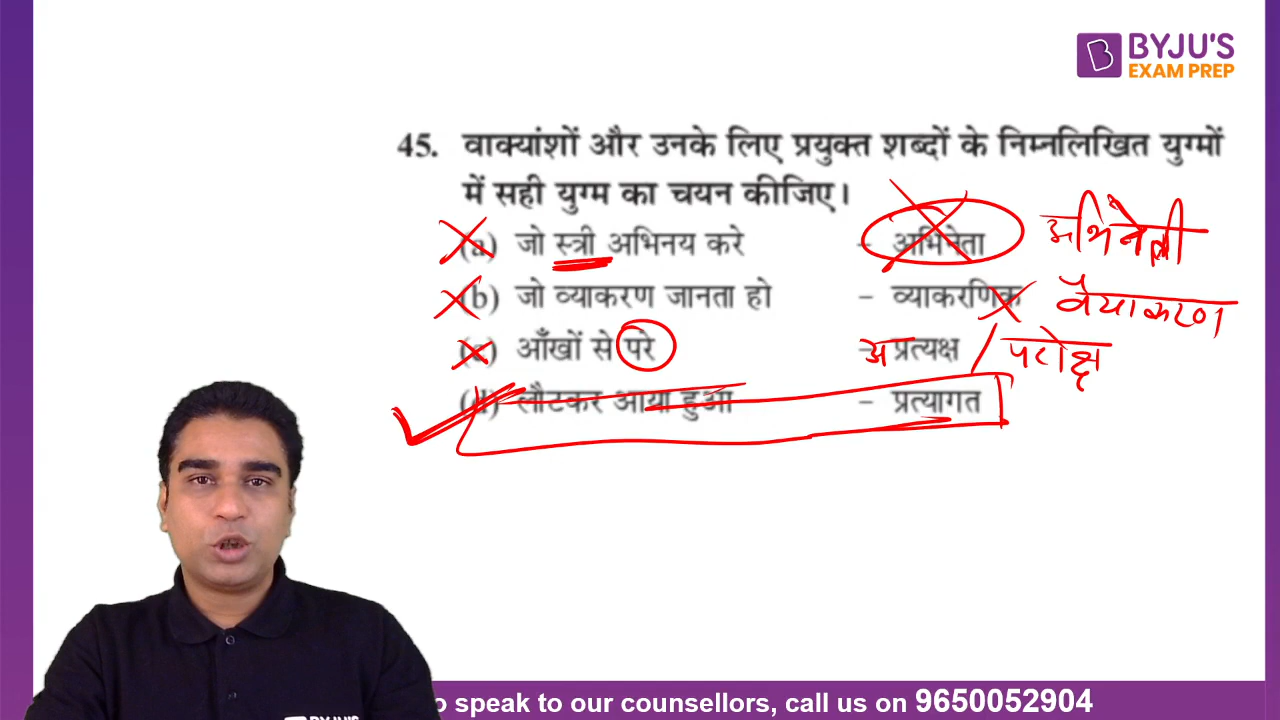 BYJU'S
EXAM PREP
45. वाक्यांशों और उनके लिए प्रयुक्त शब्दों के निम्नलिखित युग्मों
में सही युग्म का चयन कीजिए।
(a) जो स्त्री अभिनय करे - अभिनेता अभिनेत्री
(b) जो व्याकरण जानता हो - व्याकरणिक वैयाकरण
(c) आँखों से परे - अप्रत्यक्ष / परोक्ष
(d) लौटकर आया हुआ - प्रत्यागत
BYJU'S
o speak to our counsellors, call us on 9650052904